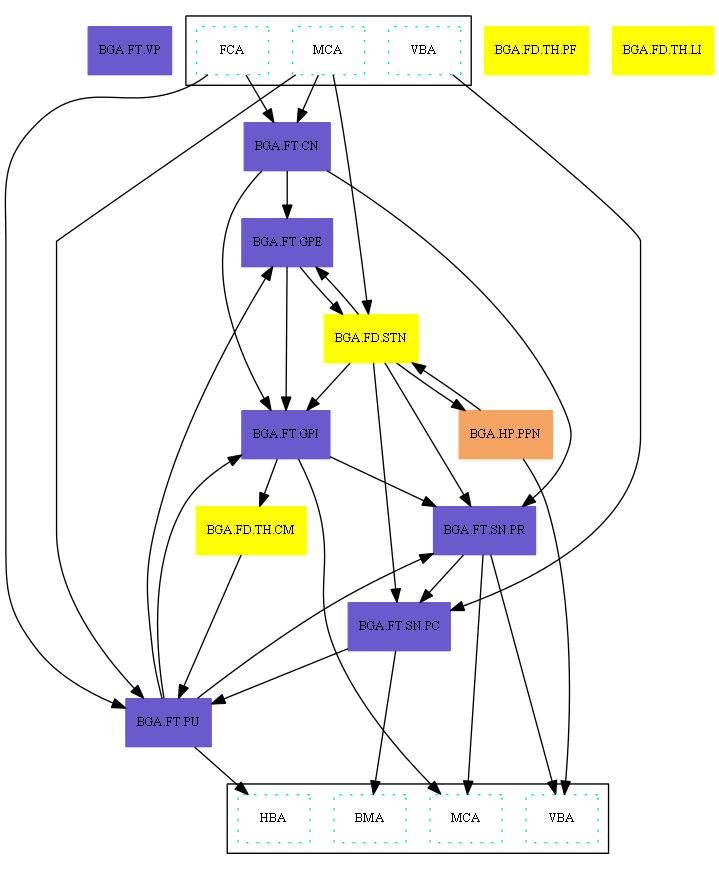 BGA.FT.VP
FCA
MCA
VBA
BGA.FD.TH.PF
BGA.FD.TH.LI
BGA.FT.CN
BGA.FT.GPE
BGA.FD.STN
BGA.FT.GPI
BGA.HP.PPN
BGA.FD.TH.CM
BGA.FT.SN.PR
BGA.FT.SN.PC
BGA.FT.PU
HBA
BMA
MCA
VBA